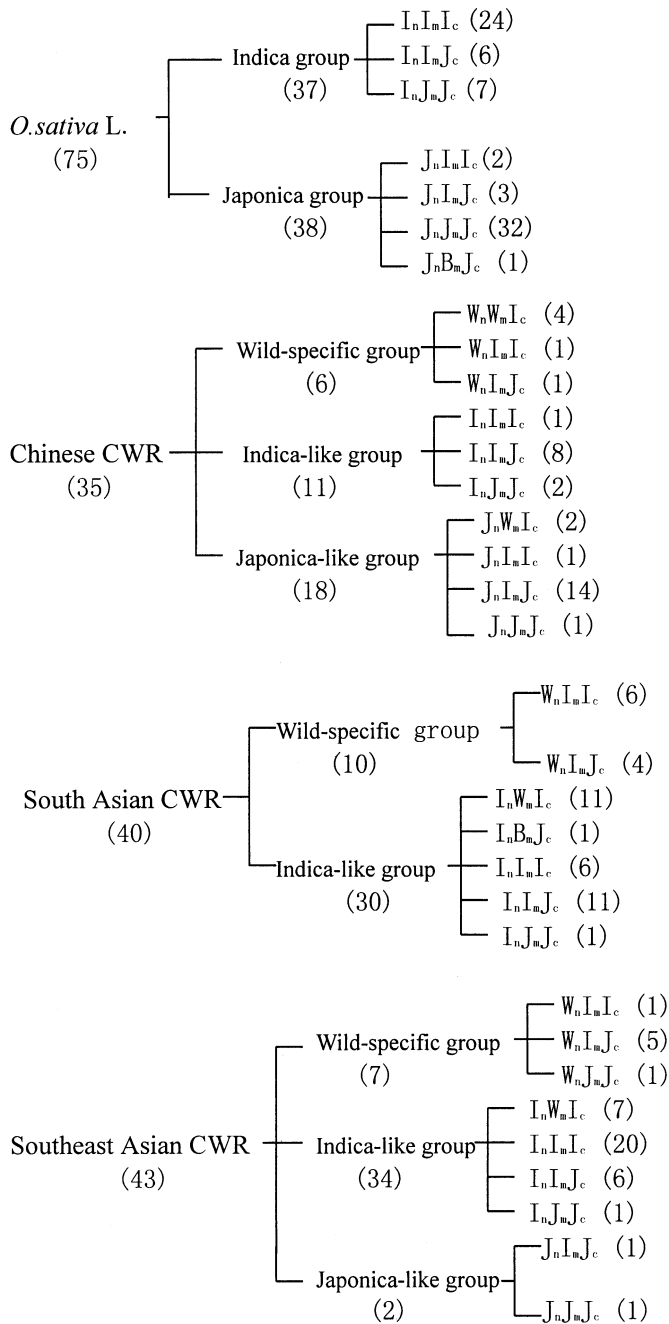 InImIc (24)
Indica group
InImJc (6)
(37)
InJmJc (7)
O.sativa L.
(75)
JnImIc (2)
Japonica group
JnImJc (3)
(38)
JnJmJc (32)
JnBmJc (1)
WnWmIc (4)
Wild-specific group
WnImIc (1)
(6)
WnImJc (1)
InImIc (1)
Chinese CWR
Indica-like group
InImJc (8)
(35)
(11)
InJmJc (2)
JnWmIc (2)
Japonica-like group
JnImIc (1)
(18)
JnImJc (14)
JnJmJc (1)
WnImIc (6)
Wild-specific group
(10)
WnImJc (4)
South Asian CWR
InWmIc (11)
(40)
InBmJc (1)
Indica-like group
InImIc (6)
(30)
InImJc (11)
InJmJc (1)
WnImIc (1)
Wild-specific group
WnImJc (5)
(7)
WnJmJc (1)
InWmIc (7)
Southeast Asian CWR
Indica-like group
InImIc (20)
(43)
(34)
InImJc (6)
InJmJc (1)
JnImJc (1)
Japonica-like group
(2)
JnJmJc (1)